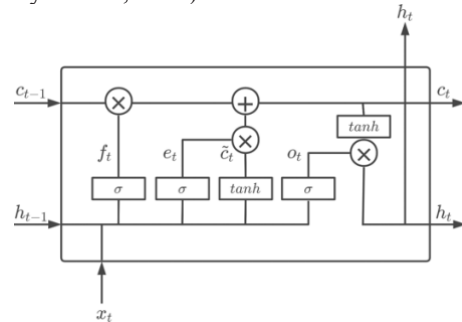 h_t
c_{t-1} × + c_t
tanh
f_t e_t × c̃_t o_t ×
σ σ tanh σ
h_{t-1} h_t
x_t